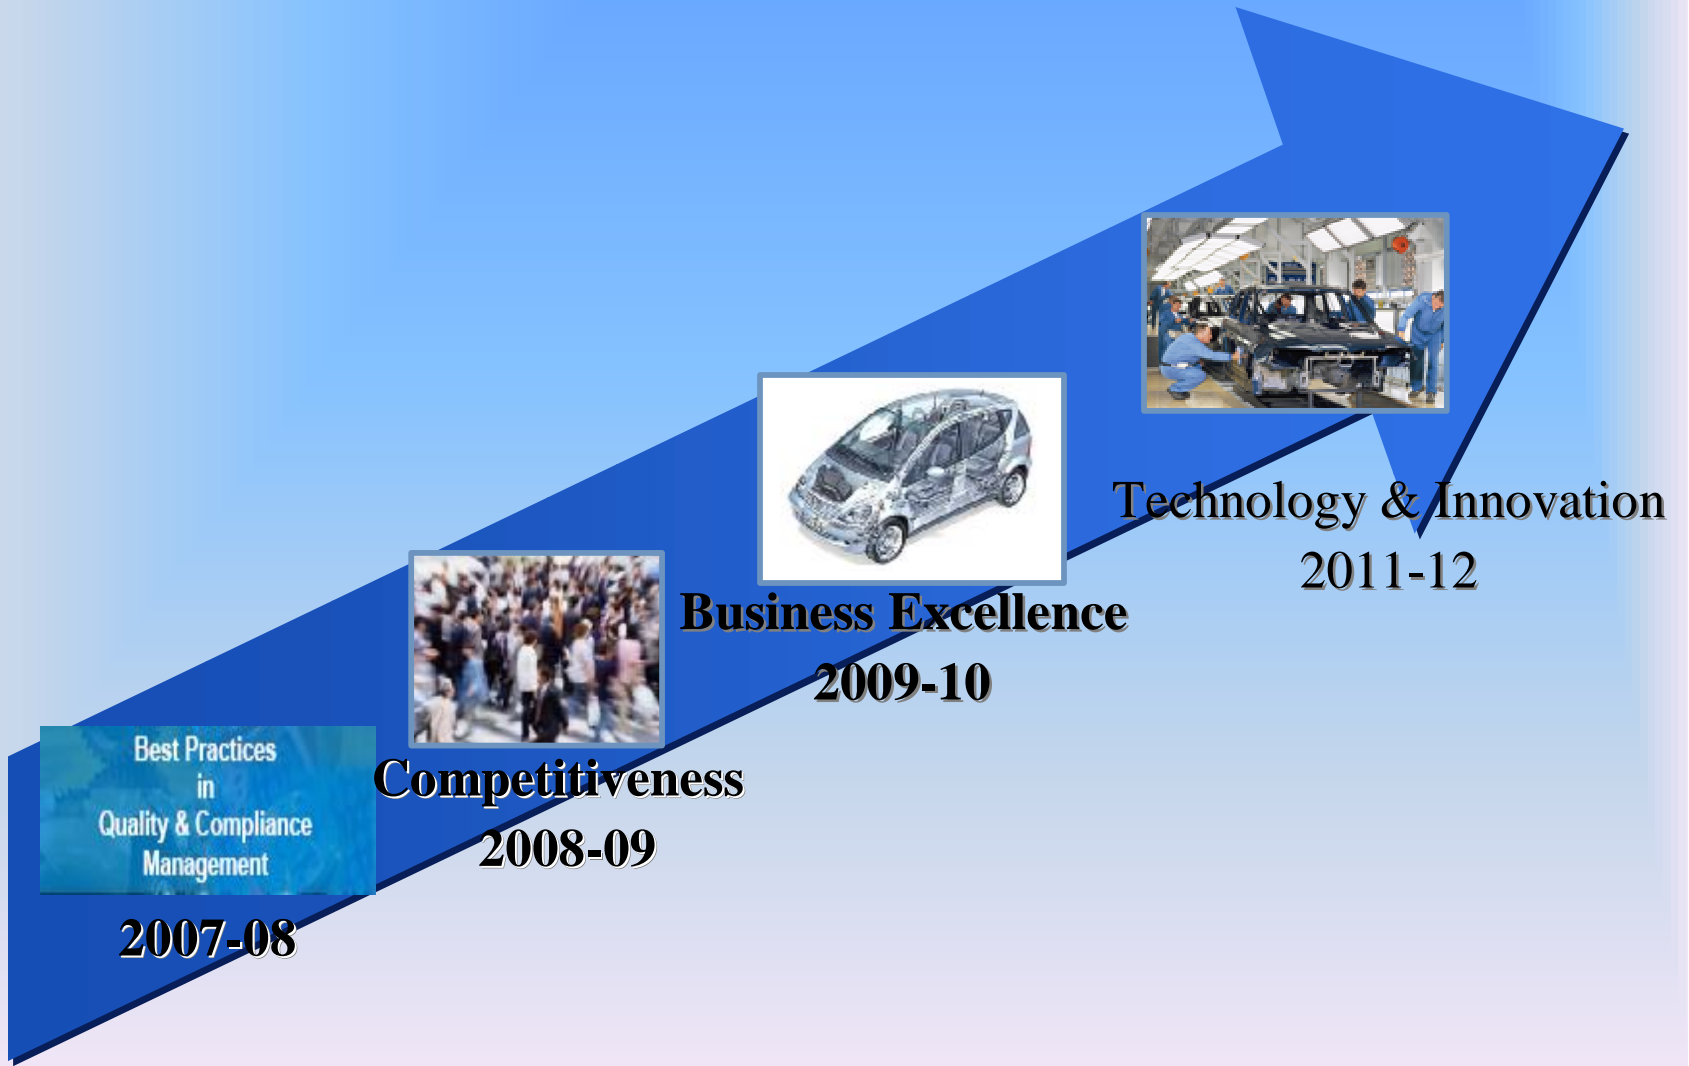 Best Practices
in
Quality & Compliance
Management
2007-08
Competitiveness
2008-09
Business Excellence
2009-10
Technology & Innovation
2011-12